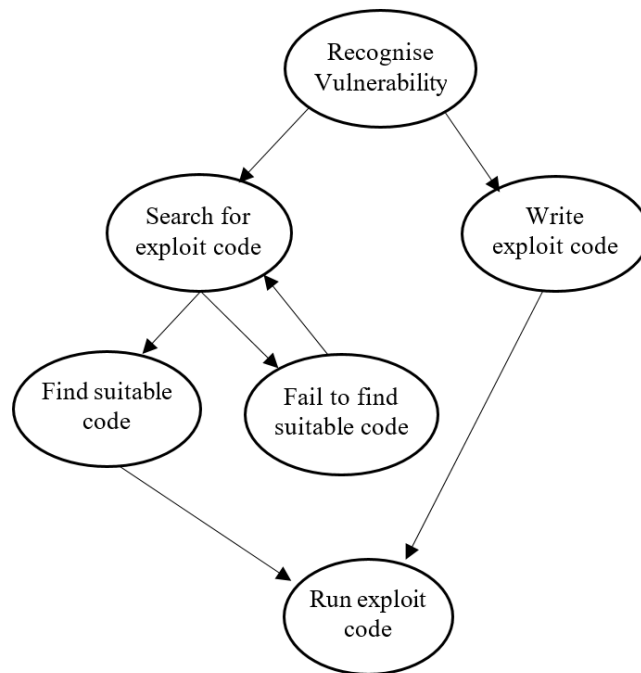 Recognise
Vulnerability
Search for
exploit code
Write
exploit code
Find suitable
code
Fail to find
suitable code
Run exploit
code